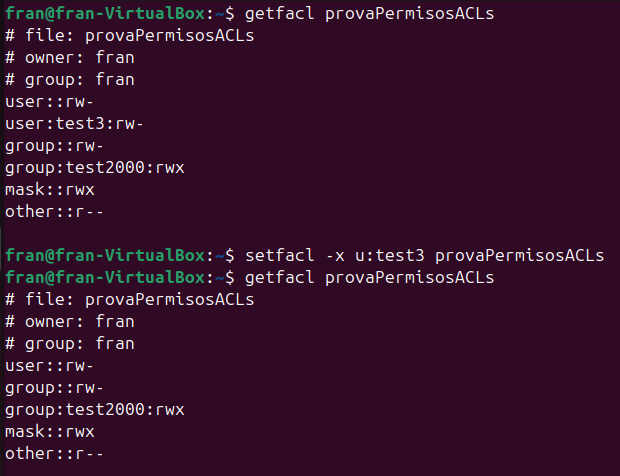 fran@fran-VirtualBox:~$ getfacl provaPermisosACLs
# file: provaPermisosACLs
# owner: fran
# group: fran
user::rw-
user:test3:rw-
group::rw-
group:test2000:rwx
mask::rwx
other::r--

fran@fran-VirtualBox:~$ setfacl -x u:test3 provaPermisosACLs
fran@fran-VirtualBox:~$ getfacl provaPermisosACLs
# file: provaPermisosACLs
# owner: fran
# group: fran
user::rw-
group::rw-
group:test2000:rwx
mask::rwx
other::r--